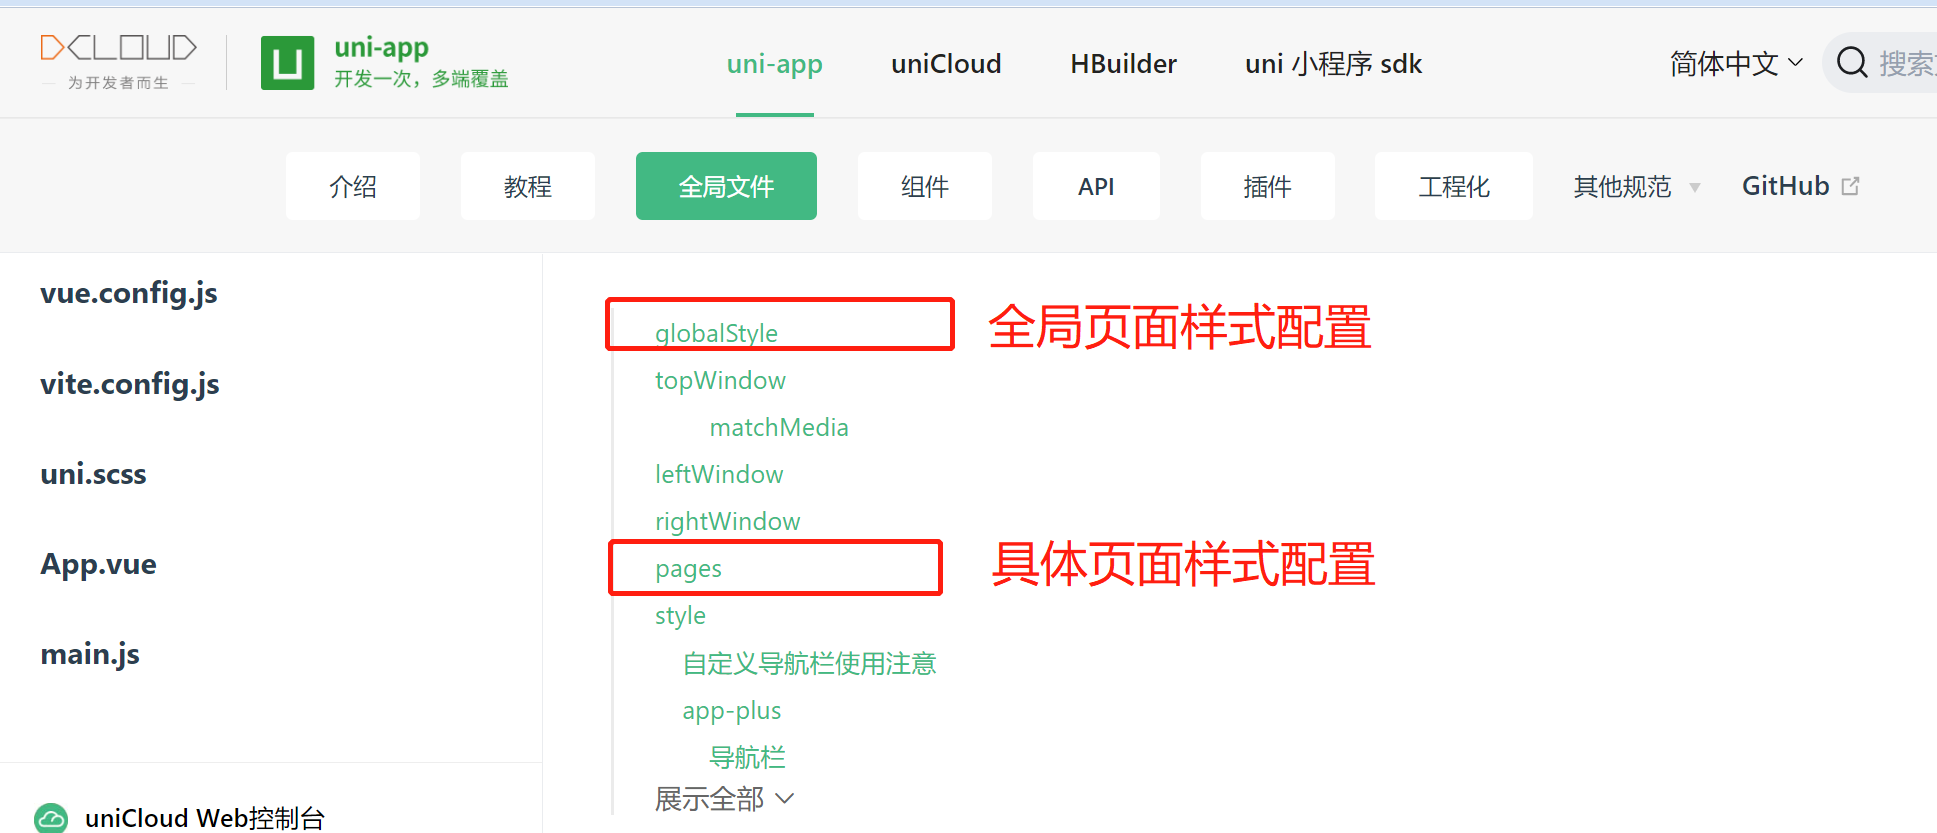 DCLOUD
为开发者而生
uni-app
开发一次，多端覆盖
uni-app
uniCloud
HBuilder
uni 小程序 sdk
简体中文
搜索
介绍
教程
全局文件
组件
API
插件
工程化
其他规范
GitHub
vue.config.js
vite.config.js
uni.scss
App.vue
main.js
uniCloud Web控制台
globalStyle
全局页面样式配置
topWindow
matchMedia
leftWindow
rightWindow
pages
具体页面样式配置
style
自定义导航栏使用注意
app-plus
导航栏
展示全部